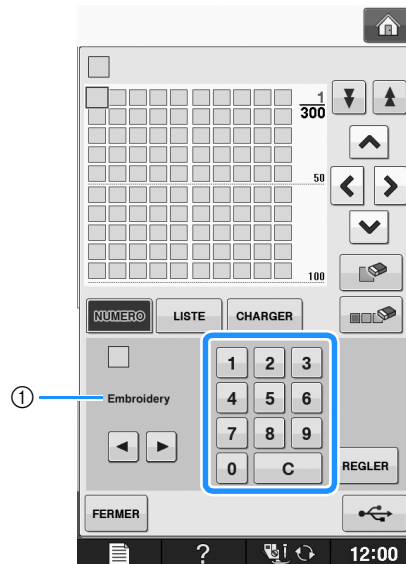 1
300
50
100
NUMERO LISTE CHARGER
1 2 3
① Embroidery 4 5 6
7 8 9
0 C REGLER
FERMER
? 12:00